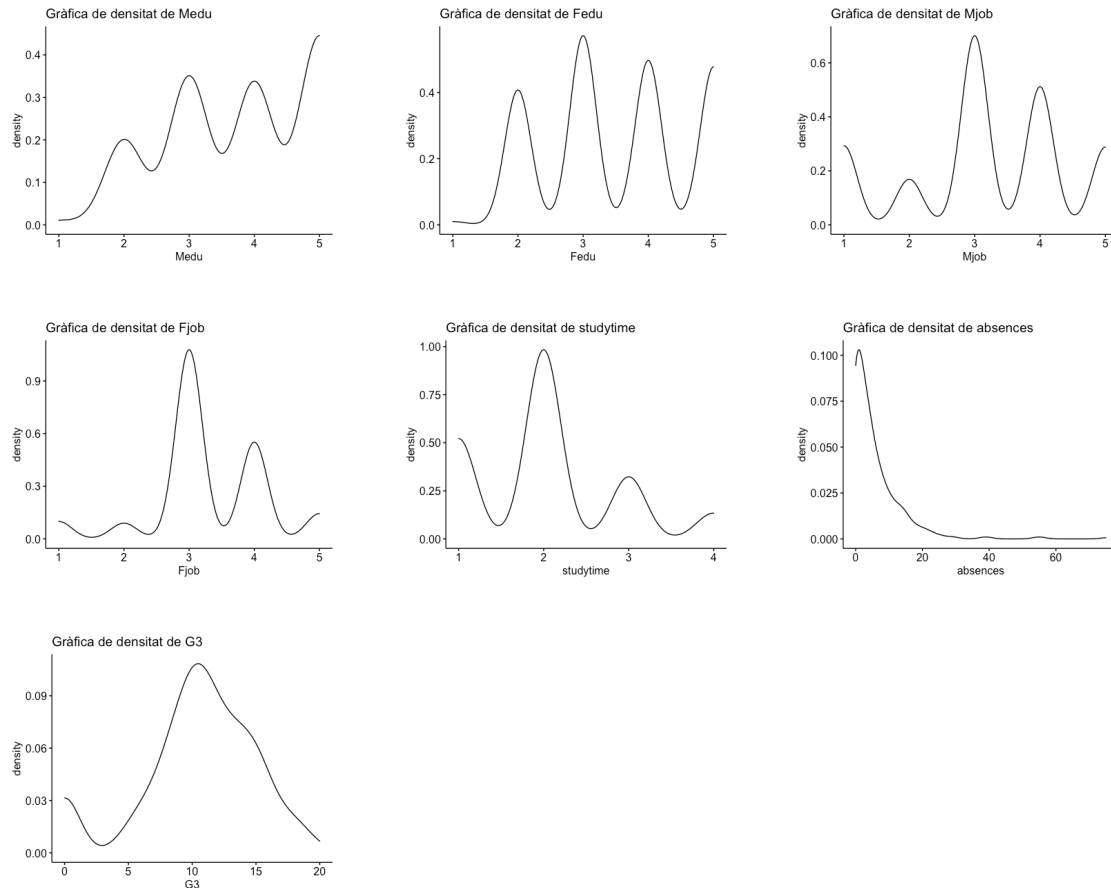 Gràfica de densitat de Medu
density
0.4
0.3
0.2
0.1
0.0
1 2 3 4 5
Medu
Gràfica de densitat de Fedu
density
0.4
0.2
0.0
1 2 3 4 5
Fedu
Gràfica de densitat de Mjob
density
0.6
0.4
0.2
0.0
1 2 3 4 5
Mjob
Gràfica de densitat de Fjob
density
0.9
0.6
0.3
0.0
1 2 3 4 5
Fjob
Gràfica de densitat de studytime
density
1.00
0.75
0.50
0.25
0.00
1 2 3 4
studytime
Gràfica de densitat de absences
density
0.100
0.075
0.050
0.025
0.000
0 20 40 60
absences
Gràfica de densitat de G3
density
0.09
0.06
0.03
0.00
0 5 10 15 20
G3